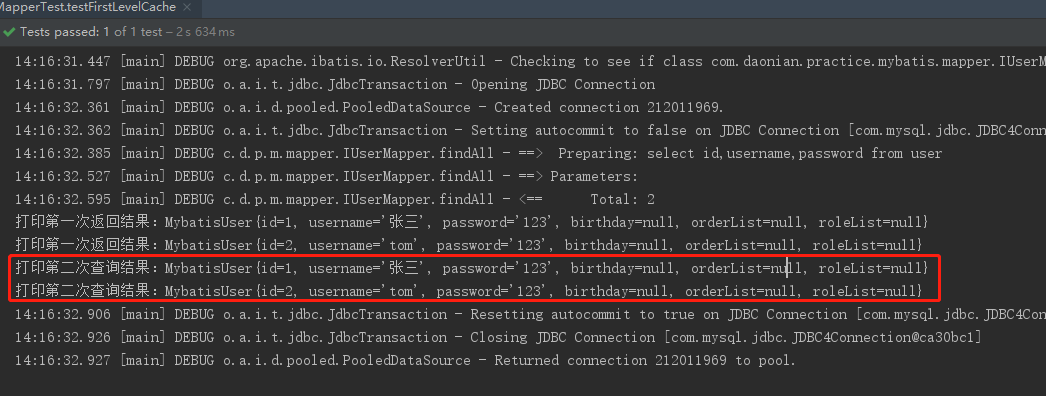 MapperTest.testFirstLevelCache ×
Tests passed: 1 of 1 test – 2 s 634 ms
14:16:31.447 [main] DEBUG org.apache.ibatis.io.ResolverUtil - Checking to see if class com.daonian.practice.mybatis.mapper.IUserM
14:16:31.797 [main] DEBUG o.a.i.t.jdbc.JdbcTransaction - Opening JDBC Connection
14:16:32.361 [main] DEBUG o.a.i.d.pooled.PooledDataSource - Created connection 212011969.
14:16:32.362 [main] DEBUG o.a.i.t.jdbc.JdbcTransaction - Setting autocommit to false on JDBC Connection [com.mysql.jdbc.JDBC4Conn
14:16:32.385 [main] DEBUG c.d.p.m.mapper.IUserMapper.findAll - ==>  Preparing: select id,username,password from user
14:16:32.527 [main] DEBUG c.d.p.m.mapper.IUserMapper.findAll - ==> Parameters:
14:16:32.595 [main] DEBUG c.d.p.m.mapper.IUserMapper.findAll - <==      Total: 2
打印第一次返回结果：MybatisUser{id=1, username='张三', password='123', birthday=null, orderList=null, roleList=null}
打印第一次返回结果：MybatisUser{id=2, username='tom', password='123', birthday=null, orderList=null, roleList=null}
打印第二次查询结果：MybatisUser{id=1, username='张三', password='123', birthday=null, orderList=null, roleList=null}
打印第二次查询结果：MybatisUser{id=2, username='tom', password='123', birthday=null, orderList=null, roleList=null}
14:16:32.906 [main] DEBUG o.a.i.t.jdbc.JdbcTransaction - Resetting autocommit to true on JDBC Connection [com.mysql.jdbc.JDBC4Co
14:16:32.926 [main] DEBUG o.a.i.t.jdbc.JdbcTransaction - Closing JDBC Connection [com.mysql.jdbc.JDBC4Connection@ca30bc1]
14:16:32.927 [main] DEBUG o.a.i.d.pooled.PooledDataSource - Returned connection 212011969 to pool.